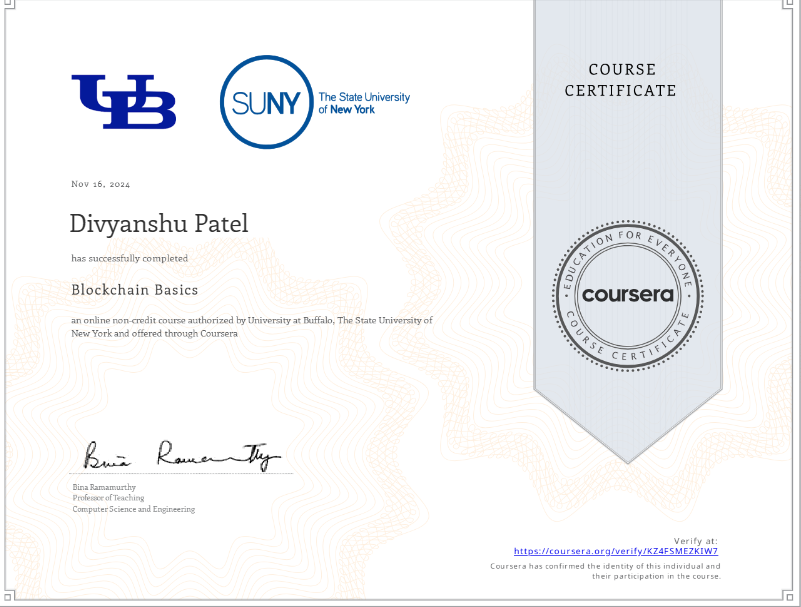 UB
SUNY
The State University
of New York
COURSE
CERTIFICATE
Nov 16, 2024
Divyanshu Patel
has successfully completed
Blockchain Basics
an online non-credit course authorized by University at Buffalo, The State University of
New York and offered through Coursera
EDUCATION FOR EVERYONE
coursera
COURSE CERTIFICATE
Bina Ramamurthy
Bina Ramamurthy
Professor of Teaching
Computer Science and Engineering
Verify at:
https://coursera.org/verify/KZ4FSMEZKIW7
Coursera has confirmed the identity of this individual and
their participation in the course.